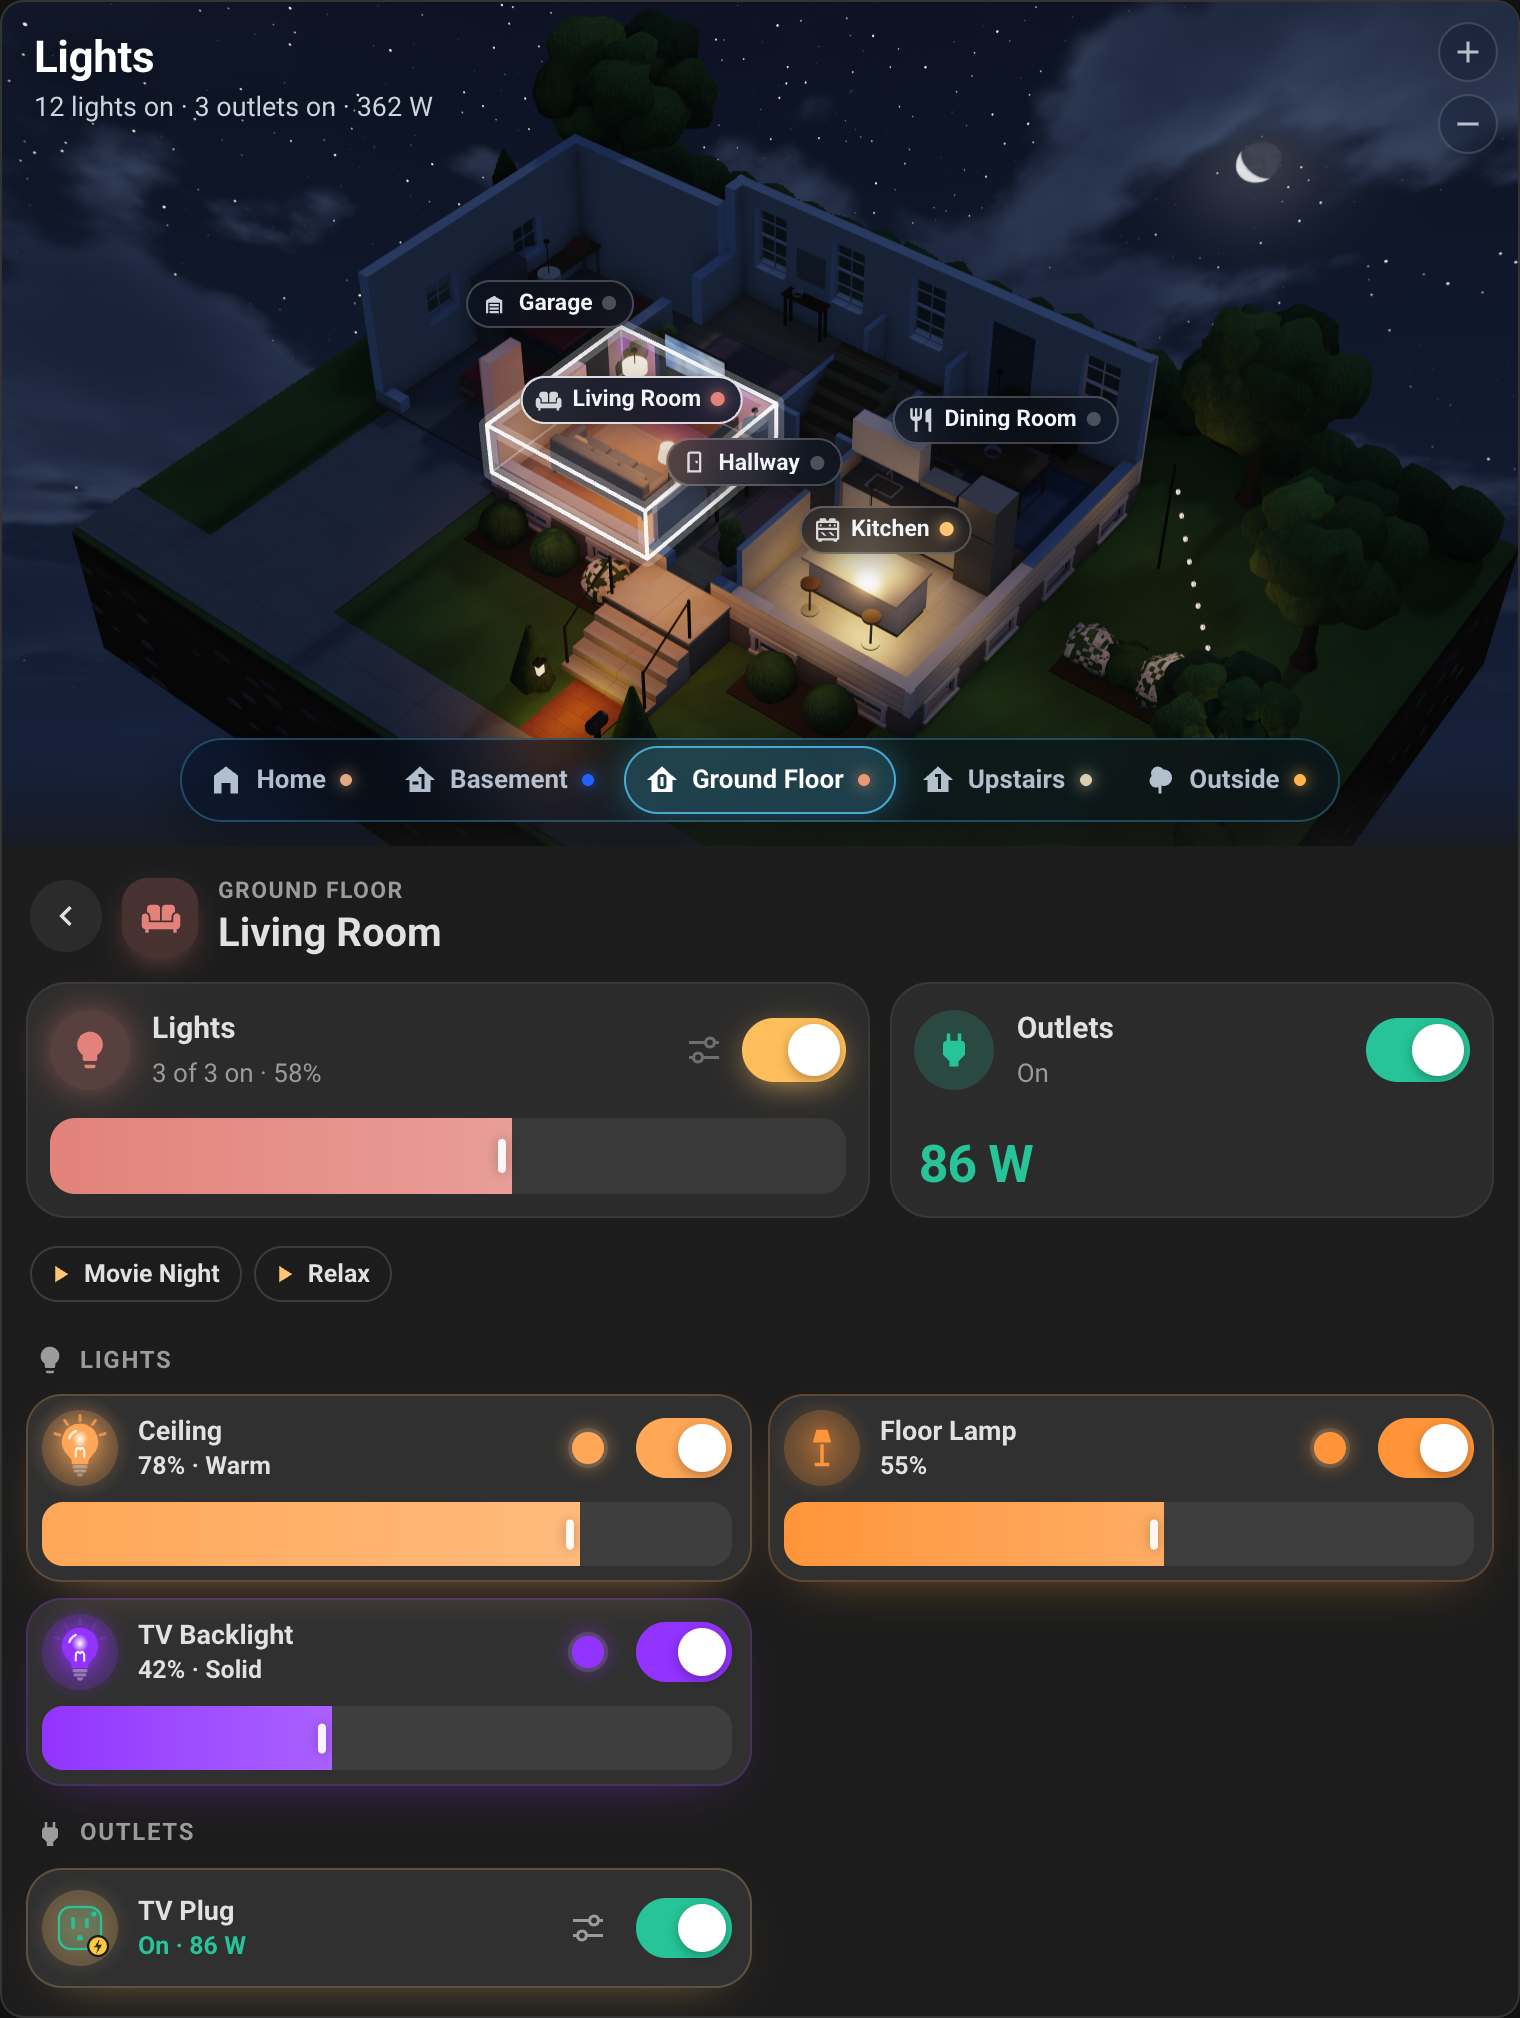 Lights
12 lights on · 3 outlets on · 362 W
Garage
Living Room
Dining Room
Hallway
Kitchen
Home
Basement
Ground Floor
Upstairs
Outside
GROUND FLOOR
Living Room
Lights
3 of 3 on · 58%
Outlets
On
86 W
Movie Night
Relax
LIGHTS
Ceiling
78% · Warm
Floor Lamp
55%
TV Backlight
42% · Solid
OUTLETS
TV Plug
On · 86 W